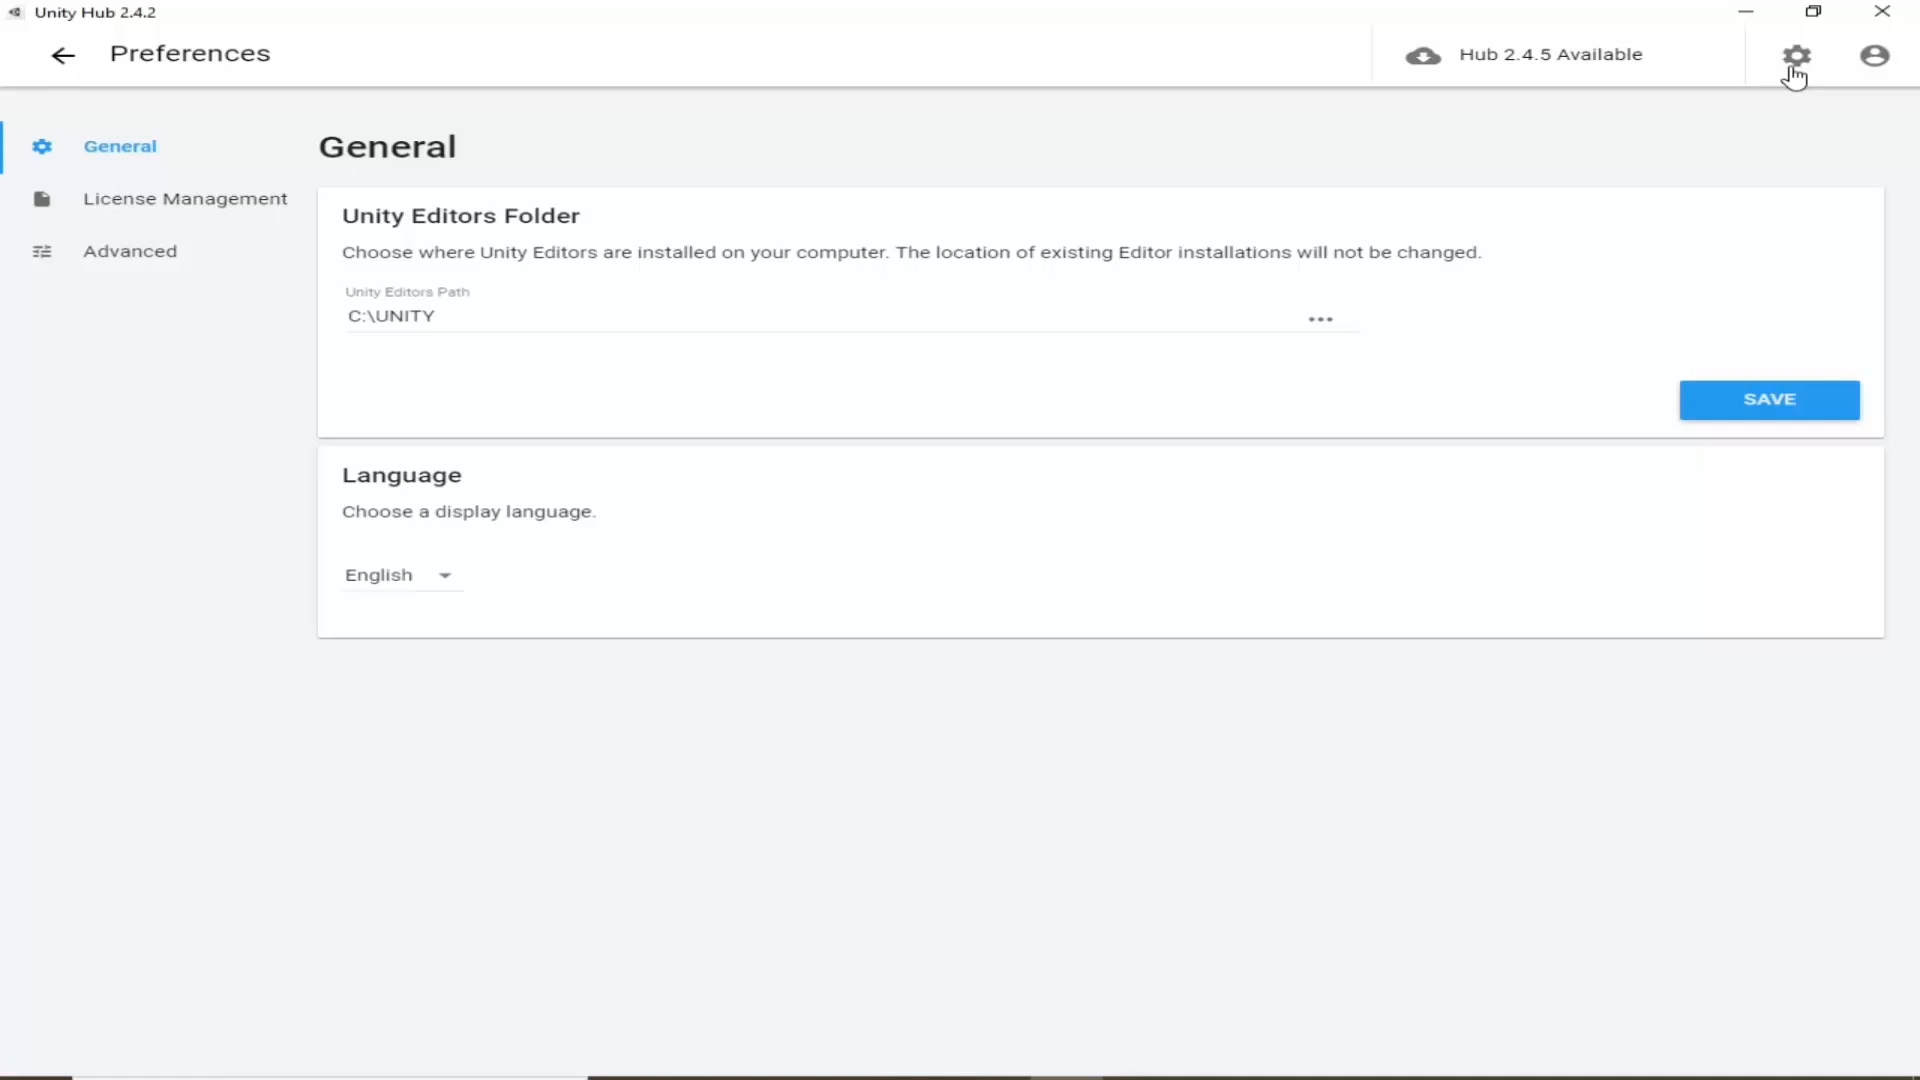 Unity Hub 2.4.2
Preferences
Hub 2.4.5 Available
General
License Management
Advanced
General
Unity Editors Folder
Choose where Unity Editors are installed on your computer. The location of existing Editor installations will not be changed.
Unity Editors Path
C:\UNITY
SAVE
Language
Choose a display language.
English